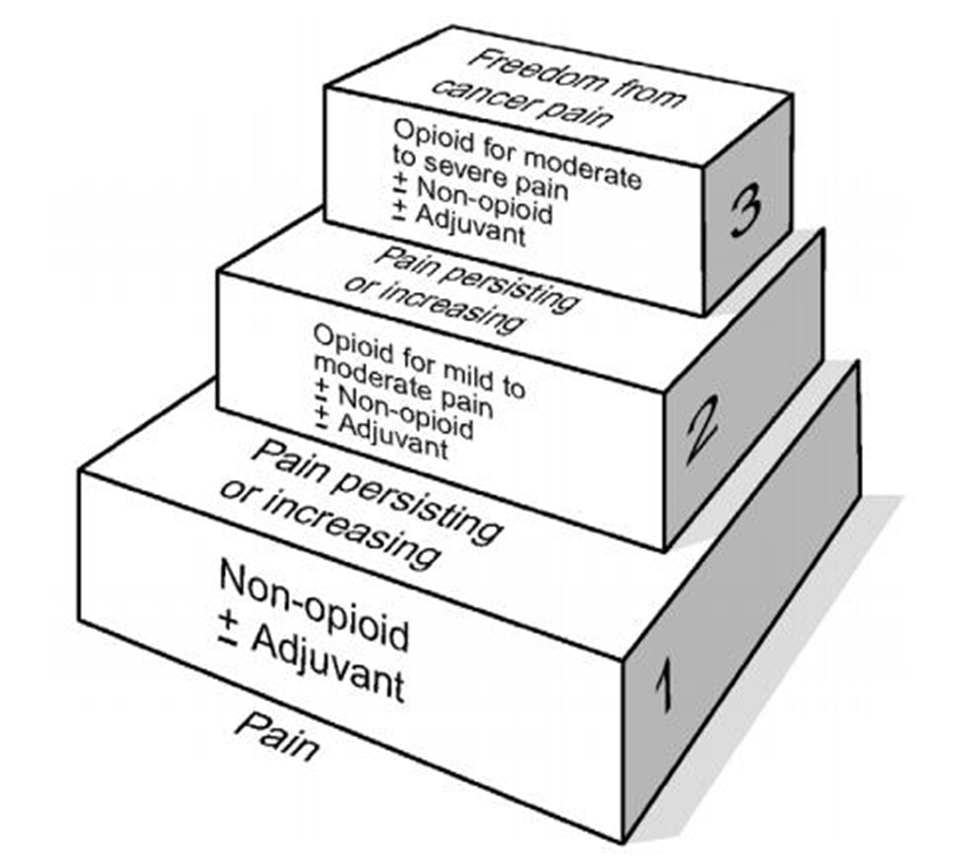 Freedom from
cancer pain
Opioid for moderate
to severe pain
± Non-opioid
± Adjuvant
3
Pain persisting
or increasing
Opioid for mild to
moderate pain
± Non-opioid
± Adjuvant
2
Pain persisting
or increasing
Non-opioid
± Adjuvant
1
Pain